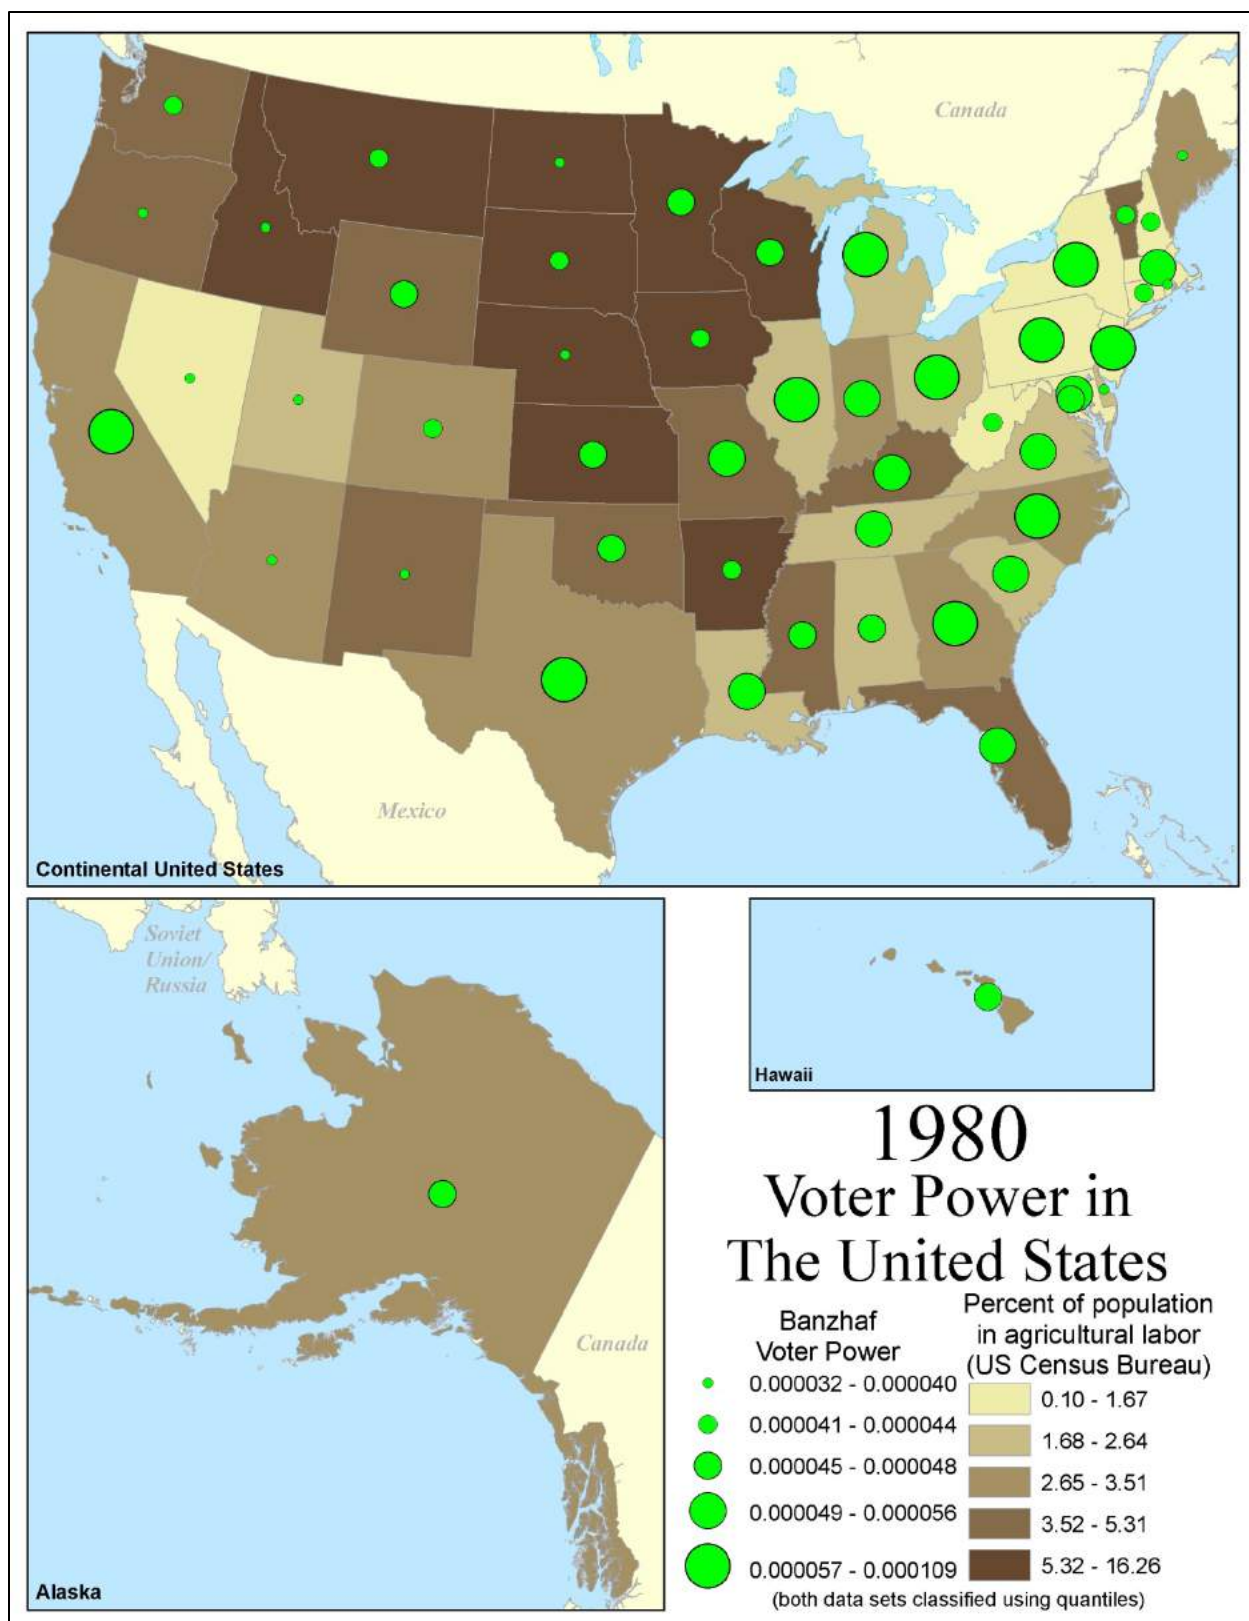 Canada
Mexico
Continental United States
Soviet
Union/
Russia
Canada
Alaska
Hawaii
1980
Voter Power in
The United States
Banzhaf
Voter Power
0.000032 - 0.000040
0.000041 - 0.000044
0.000045 - 0.000048
0.000049 - 0.000056
0.000057 - 0.000109
Percent of population
in agricultural labor
(US Census Bureau)
0.10 - 1.67
1.68 - 2.64
2.65 - 3.51
3.52 - 5.31
5.32 - 16.26
(both data sets classified using quantiles)